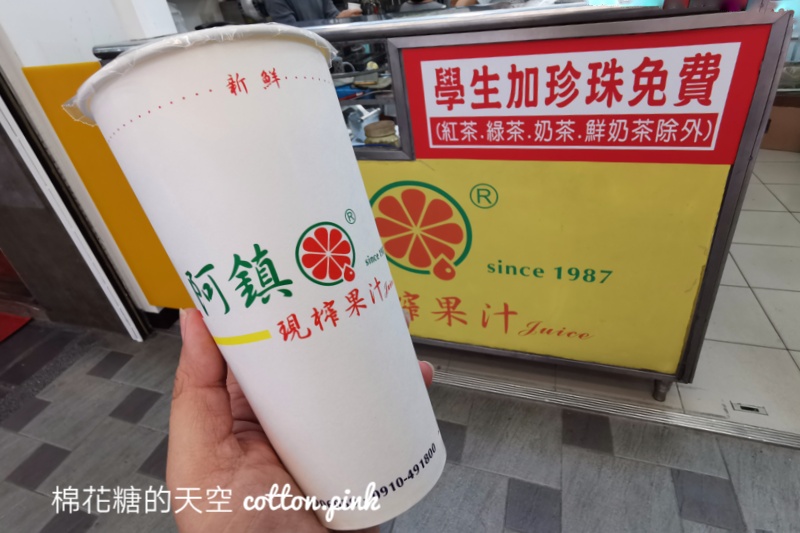 新鮮
學生加珍珠免費
(紅茶.綠茶.奶茶.鮮奶茶除外)
®
since 1987
榨果汁 Juice
®
阿鎮
since
現榨果汁
0910-491800
棉花糖的天空 cotton.pink